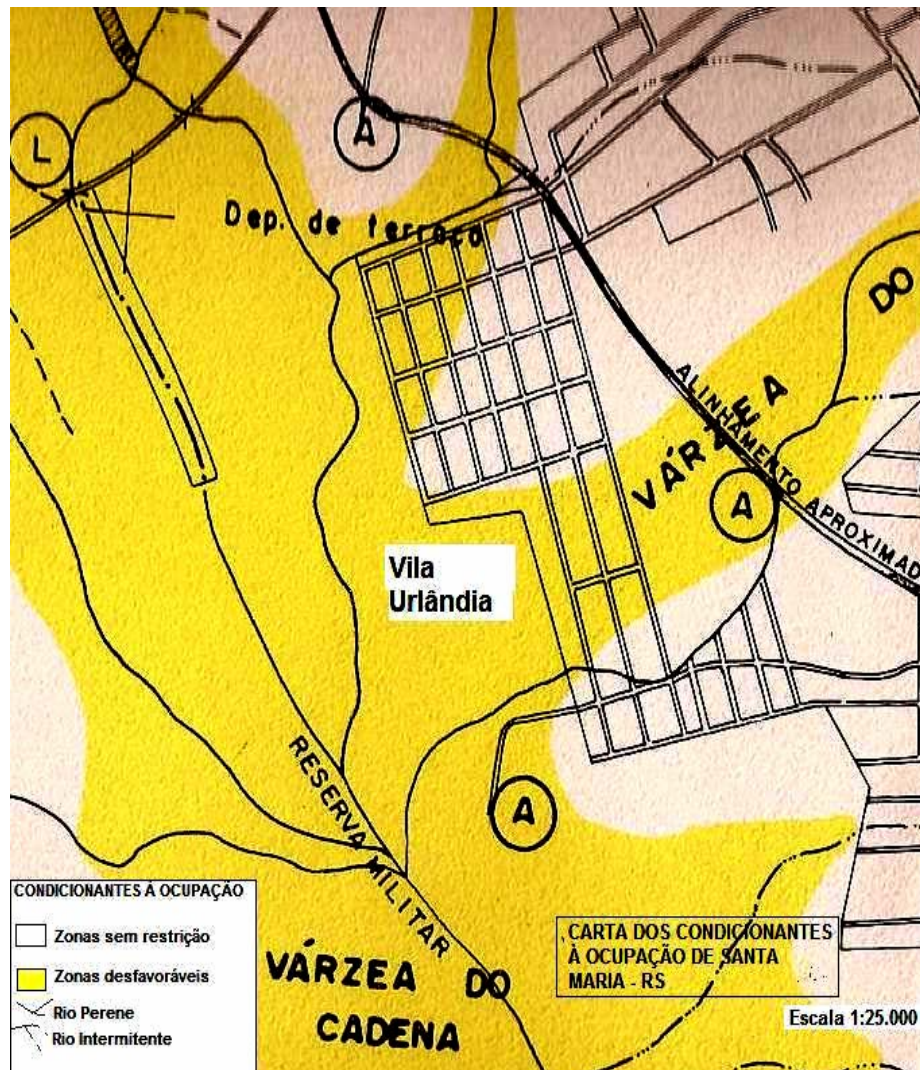 L
A
Dep. de terraço
DO
ALINHAMENTO APROXIMAD
VÁRZEA
A
Vila
Urlândia
RESERVA MILITAR
A
CONDICIONANTES À OCUPAÇÃO
Zonas sem restrição
Zonas desfavoráveis
Rio Perene
Rio Intermitente
VÁRZEA DO
CADENA
CARTA DOS CONDICIONANTES
À OCUPAÇÃO DE SANTA
MARIA - RS
Escala 1:25.000